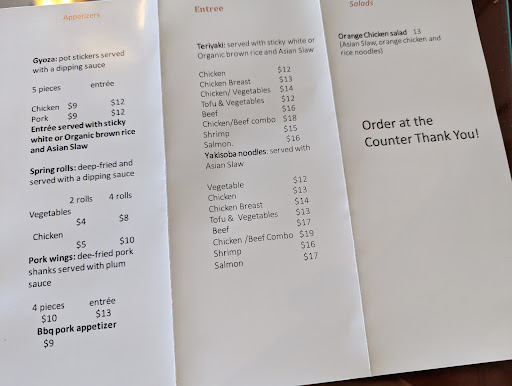 Appetizers
Gyoza: pot stickers served
with a dipping sauce
5 pieces entrée
Chicken $9 $12
Pork $9 $12
Entrée served with sticky
white or Organic brown rice
and Asian Slaw
Spring rolls: deep-fried and
served with a dipping sauce
2 rolls 4 rolls
Vegetables
$4 $8
Chicken
$5 $10
Pork wings: dee-fried pork
shanks served with plum
sauce
4 pieces entrée
$10 $13
Bbq pork appetizer
$9
Entree
Teriyaki: served with sticky white or
Organic brown rice and Asian Slaw
Chicken $12
Chicken Breast $13
Chicken/ Vegetables $14
Tofu & Vegetables $12
Beef $16
Chicken/Beef combo $18
Shrimp $15
Salmon. $16
Yakisoba noodles: served with
Asian Slaw
Vegetable $12
Chicken $13
Chicken Breast $14
Tofu & Vegetables $13
Beef $17
Chicken /Beef Combo $19
Shrimp $16
Salmon $17
Salads
Orange Chicken salad 13
(Asian Slaw, orange chicken and
rice noodles)
Order at the
Counter Thank You!